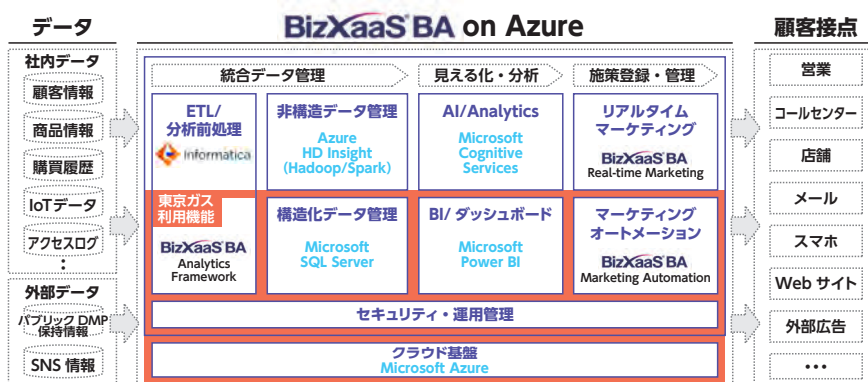 データ
BizXaaS BA on Azure
顧客接点
社内データ
顧客情報
商品情報
購買履歴
IoTデータ
アクセスログ
:
外部データ
パブリック DMP
保持情報
SNS 情報
統合データ管理
見える化・分析
施策登録・管理
ETL/
分析前処理
Informatica
非構造データ管理
Azure
HD Insight
(Hadoop/Spark)
AI/Analytics
Microsoft
Cognitive
Services
リアルタイム
マーケティング
BizXaaS BA
Real-time Marketing
東京ガス
利用機能
BizXaaS BA
Analytics
Framework
構造化データ管理
Microsoft
SQL Server
BI/ ダッシュボード
Microsoft
Power BI
マーケティング
オートメーション
BizXaaS BA
Marketing Automation
セキュリティ・運用管理
クラウド基盤
Microsoft Azure
営業
コールセンター
店舗
メール
スマホ
Web サイト
外部広告
・・・